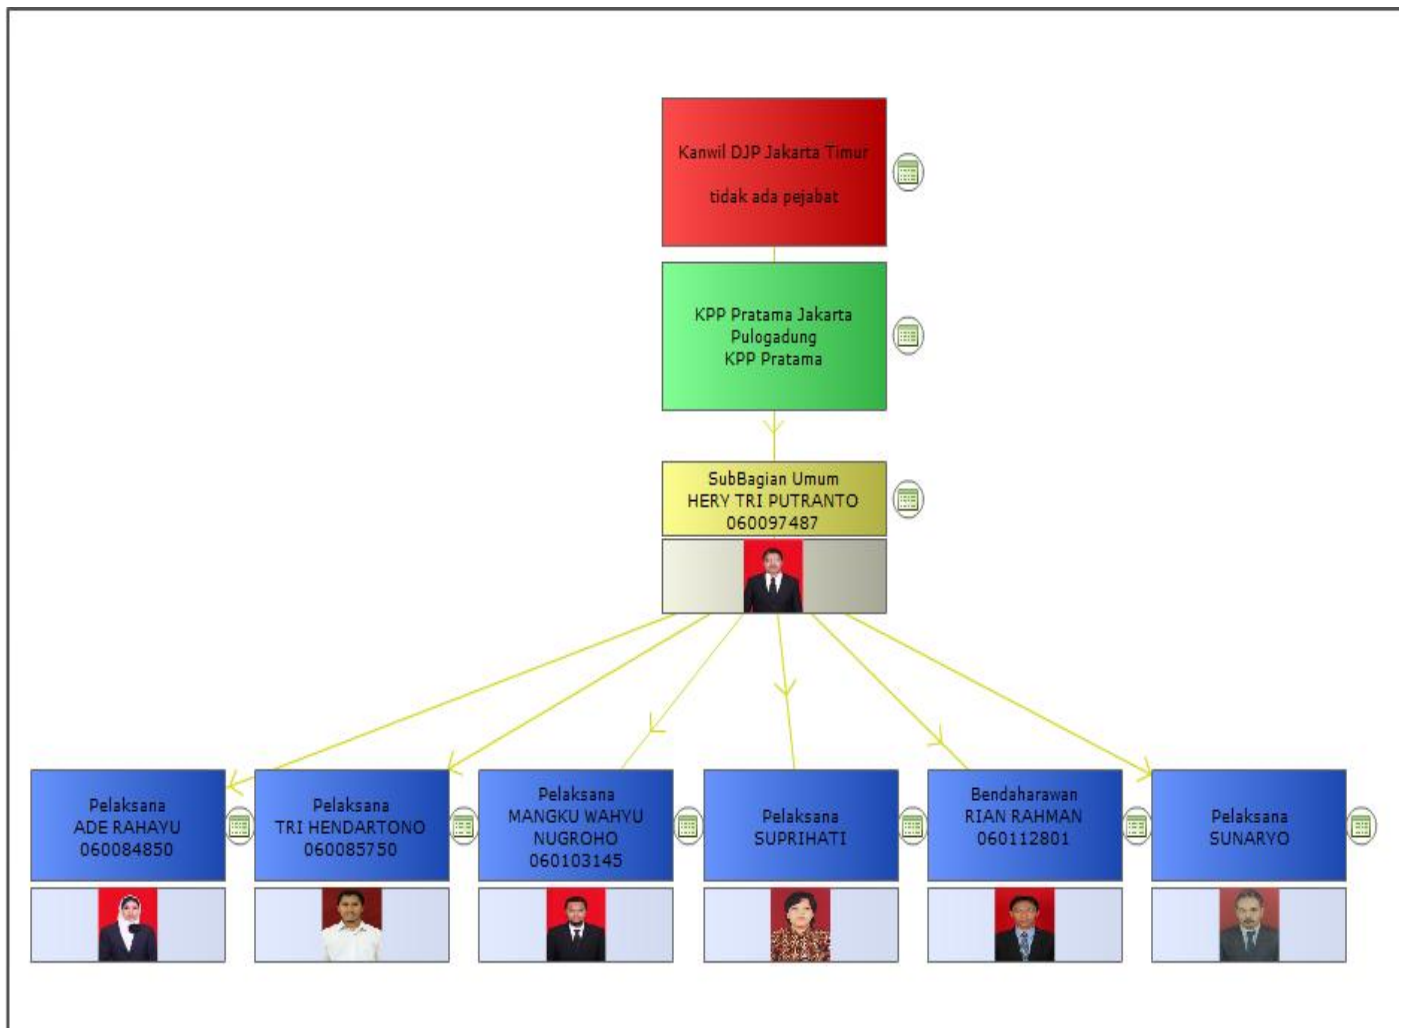 Kanwil DJP Jakarta Timur
tidak ada pejabat
KPP Pratama Jakarta
Pulogadung
KPP Pratama
SubBagian Umum
HERY TRI PUTRANTO
060097487
Pelaksana
ADE RAHAYU
060084850
Pelaksana
TRI HENDARTONO
060085750
Pelaksana
MANGKU WAHYU
NUGROHO
060103145
Pelaksana
SUPRIHATI
Bendaharawan
RIAN RAHMAN
060112801
Pelaksana
SUNARYO